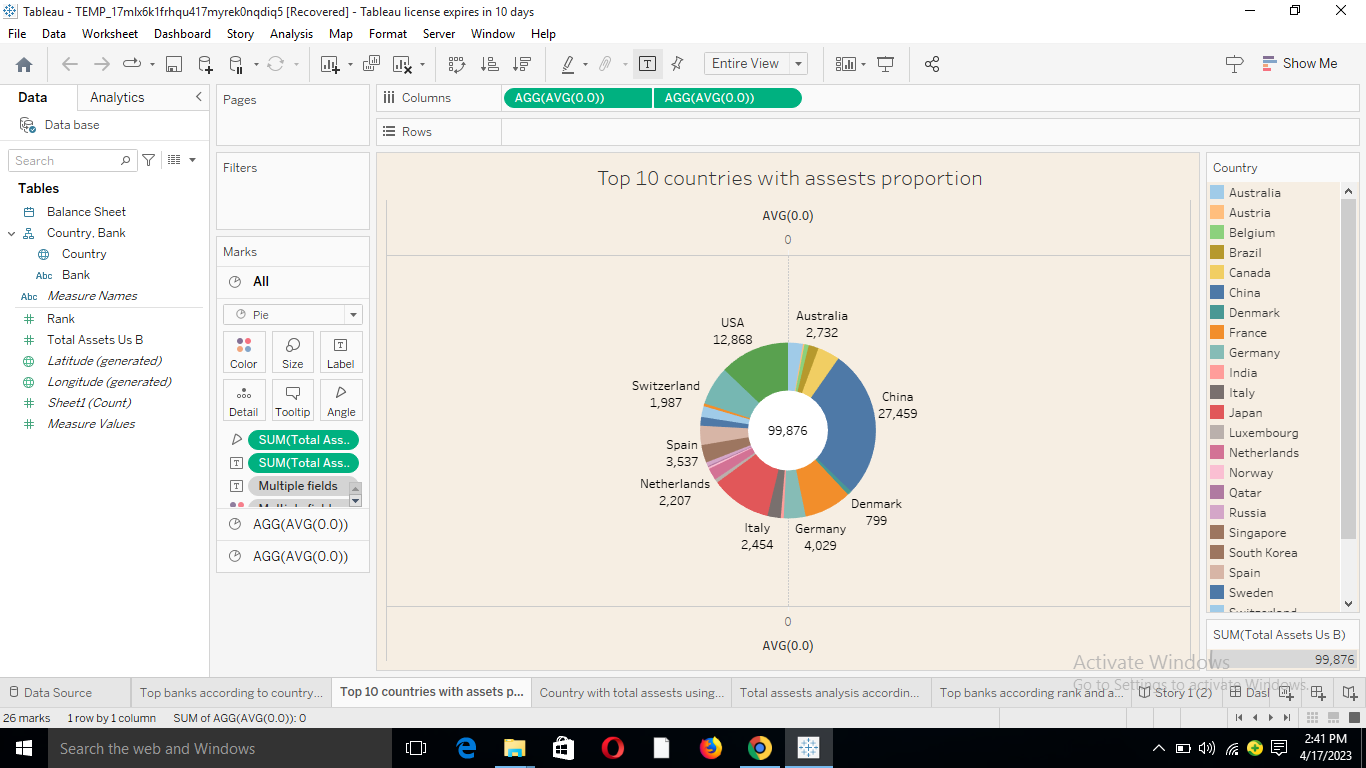 Tableau - TEMP_17mlx6k1frhqu417myrek0nqdiq5 [Recovered] - Tableau license expires in 10 days
File Data Worksheet Dashboard Story Analysis Map Format Server Window Help
Entire View
Show Me
Data Analytics
Data base
Search
Tables
Balance Sheet
Country, Bank
Country
Abc Bank
Abc Measure Names
Rank
Total Assets Us B
Latitude (generated)
Longitude (generated)
Sheet1 (Count)
Measure Values
Pages
Filters
Marks
All
Pie
Color Size Label
Detail Tooltip Angle
SUM(Total Ass..
SUM(Total Ass..
Multiple fields
AGG(AVG(0.0))
AGG(AVG(0.0))
Columns AGG(AVG(0.0)) AGG(AVG(0.0))
Rows
Top 10 countries with assests proportion
AVG(0.0)
0
USA
12,868
Australia
2,732
Switzerland
1,987
China
27,459
99,876
Spain
3,537
Netherlands
2,207
Denmark
799
Italy
2,454
Germany
4,029
0
AVG(0.0)
Country
Australia
Austria
Belgium
Brazil
Canada
China
Denmark
France
Germany
India
Italy
Japan
Luxembourg
Netherlands
Norway
Qatar
Russia
Singapore
South Korea
Spain
Sweden
Switzerland
SUM(Total Assets Us B)
99,876
Activate Windows
Go to Settings to activate Windows.
Data Source Top banks according to country... Top 10 countries with assets p... Country with total assests using... Total assests analysis accordin... Top banks according rank and a... Story 1 (2) Dasl
26 marks 1 row by 1 column SUM of AGG(AVG(0.0)): 0
Search the web and Windows
2:41 PM
4/17/2023